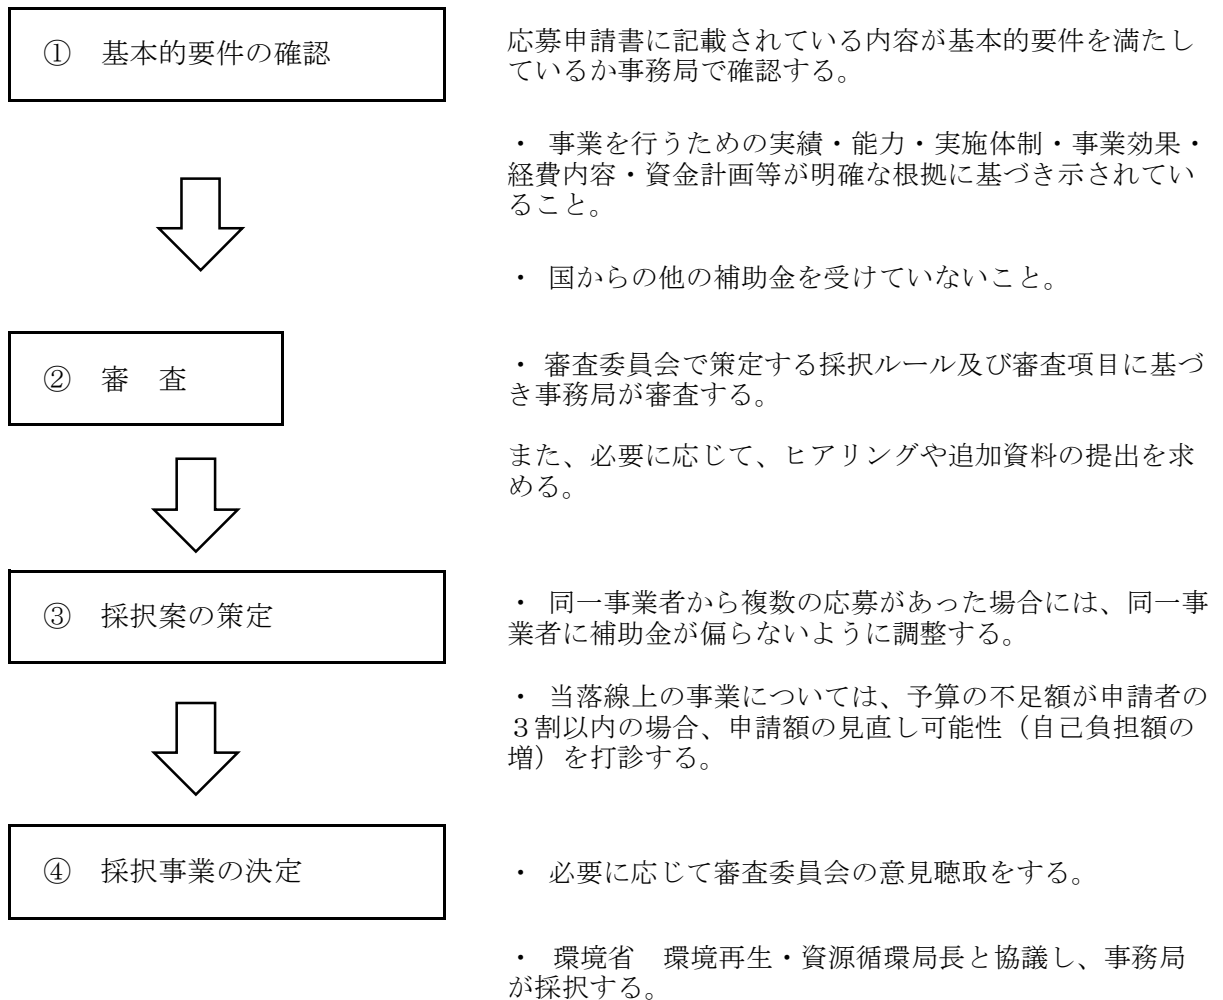 ① 基本的要件の確認
応募申請書に記載されている内容が基本的要件を満たし
ているか事務局で確認する。
・ 事業を行うための実績・能力・実施体制・事業効果・
経費内容・資金計画等が明確な根拠に基づき示されてい
ること。
・ 国からの他の補助金を受けていないこと。
② 審　査
・ 審査委員会で策定する採択ルール及び審査項目に基づ
き事務局が審査する。
また、必要に応じて、ヒアリングや追加資料の提出を求
める。
③ 採択案の策定
・ 同一事業者から複数の応募があった場合には、同一事
業者に補助金が偏らないように調整する。
・ 当落線上の事業については、予算の不足額が申請者の
３割以内の場合、申請額の見直し可能性（自己負担額の
増）を打診する。
④ 採択事業の決定
・ 必要に応じて審査委員会の意見聴取をする。
・ 環境省　環境再生・資源循環局長と協議し、事務局
が採択する。